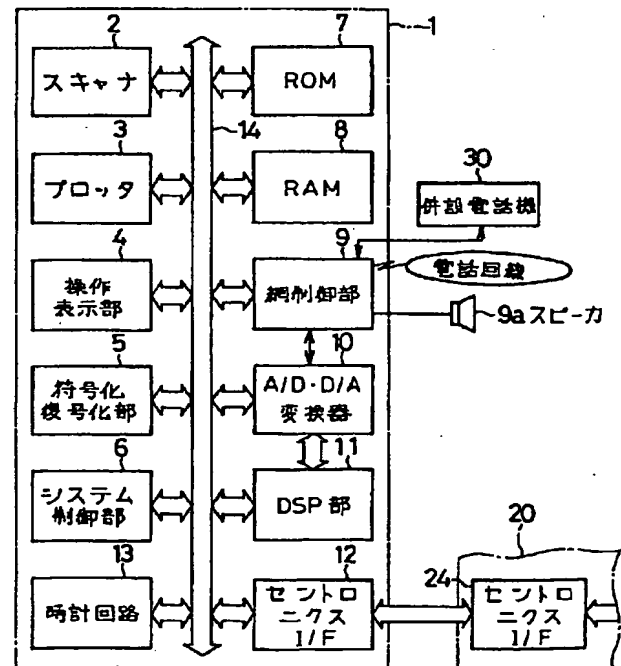 1
2
スキャナ
7
ROM
14
3
プロッタ
8
RAM
30
併設電話機
4
操作
表示部
9
網制御部
電話回線
9aスピーカ
5
符号化
復号化部
10
A/D・D/A
変換器
6
システム
制御部
11
DSP部
13
時計回路
12
セントロ
ニクス
I/F
20
24
セントロ
ニクス
I/F